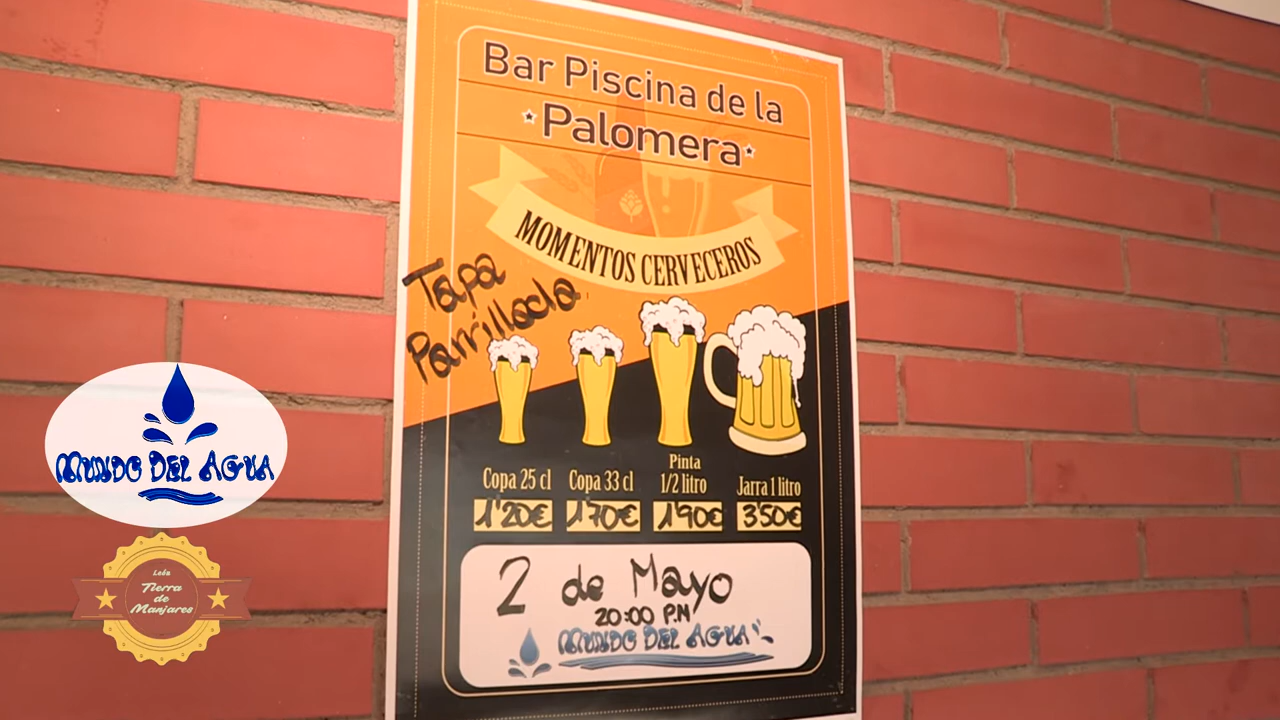 Bar Piscina de la
Palomera
MOMENTOS CERVECEROS
Tapa
Parrillada
Copa 25 cl
1'20€
Copa 33 cl
1'70€
Pinta
1/2 litro
1'90€
Jarra 1 litro
3'50€
2 de Mayo
20:00 P.M
MUNDO DEL AGUA
MUNDO DEL AGUA
León
Tierra
de
Manjares